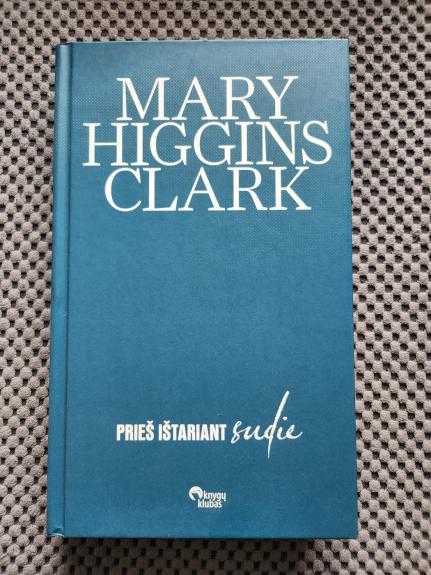 MARY
HIGGINS
CLARK
PRIEŠ IŠTARIANT sudie
knygų
klubas